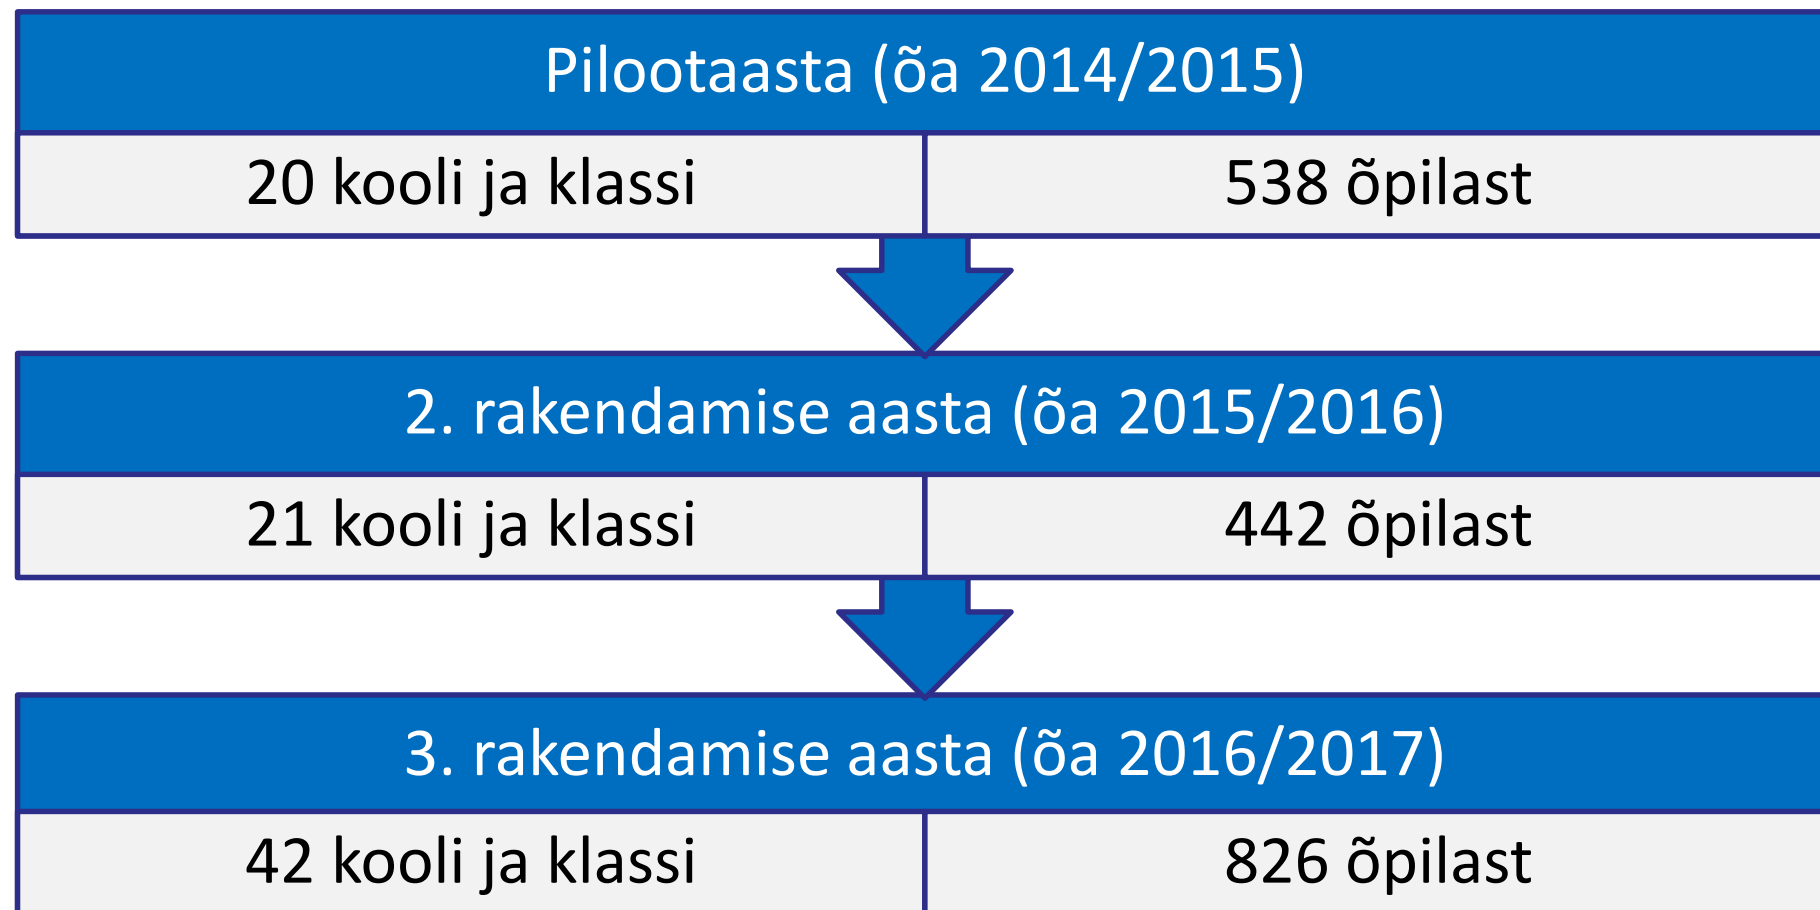 Pilootaasta (õa 2014/2015)
20 kooli ja klassi
538 õpilast
2. rakendamise aasta (õa 2015/2016)
21 kooli ja klassi
442 õpilast
3. rakendamise aasta (õa 2016/2017)
42 kooli ja klassi
826 õpilast